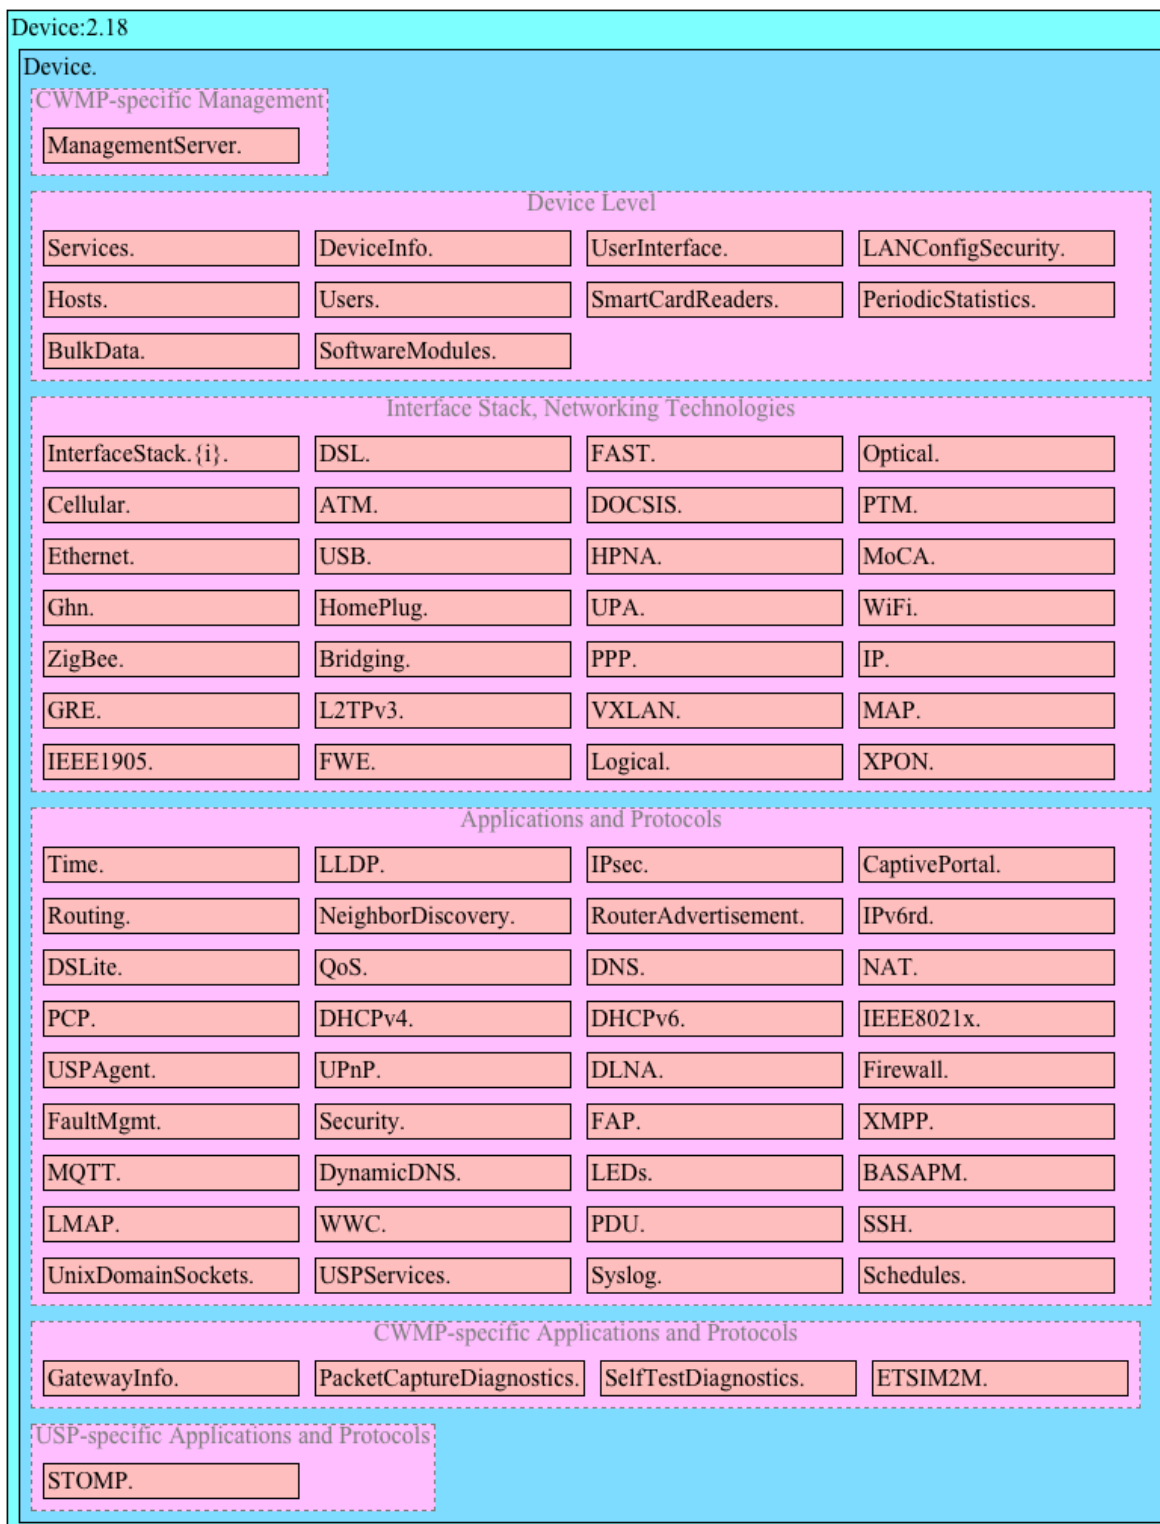 Device:2.18
Device.
CWMP-specific Management
ManagementServer.
Device Level
Services. DeviceInfo. UserInterface. LANConfigSecurity.
Hosts. Users. SmartCardReaders. PeriodicStatistics.
BulkData. SoftwareModules.
Interface Stack, Networking Technologies
InterfaceStack.{i}. DSL. FAST. Optical.
Cellular. ATM. DOCSIS. PTM.
Ethernet. USB. HPNA. MoCA.
Ghn. HomePlug. UPA. WiFi.
ZigBee. Bridging. PPP. IP.
GRE. L2TPv3. VXLAN. MAP.
IEEE1905. FWE. Logical. XPON.
Applications and Protocols
Time. LLDP. IPsec. CaptivePortal.
Routing. NeighborDiscovery. RouterAdvertisement. IPv6rd.
DSLite. QoS. DNS. NAT.
PCP. DHCPv4. DHCPv6. IEEE8021x.
USPAgent. UPnP. DLNA. Firewall.
FaultMgmt. Security. FAP. XMPP.
MQTT. DynamicDNS. LEDs. BASAPM.
LMAP. WWC. PDU. SSH.
UnixDomainSockets. USPServices. Syslog. Schedules.
CWMP-specific Applications and Protocols
GatewayInfo. PacketCaptureDiagnostics. SelfTestDiagnostics. ETSIM2M.
USP-specific Applications and Protocols
STOMP.